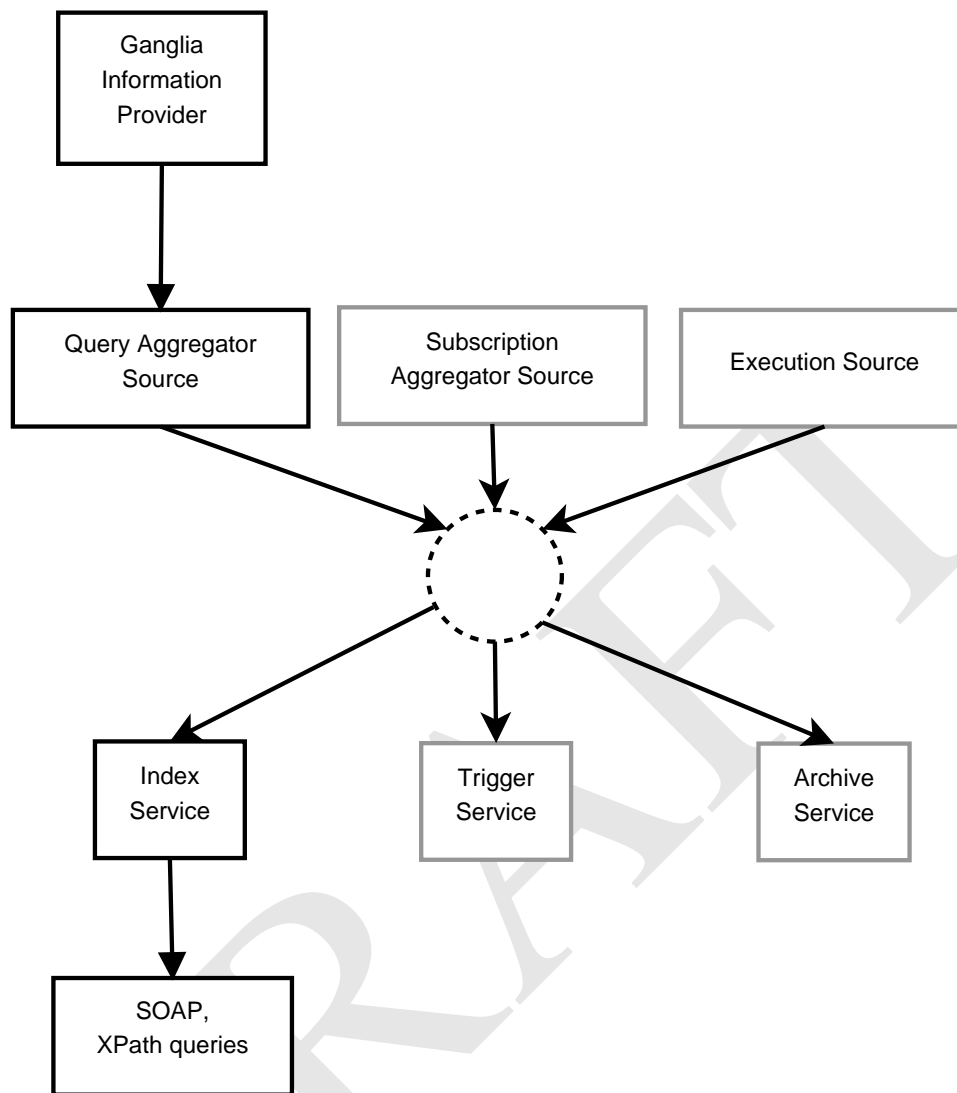 Ganglia
Information
Provider
Query Aggregator
Source
Subscription
Aggregator Source
Execution Source
Index
Service
Trigger
Service
Archive
Service
SOAP,
XPath queries
DRAFT